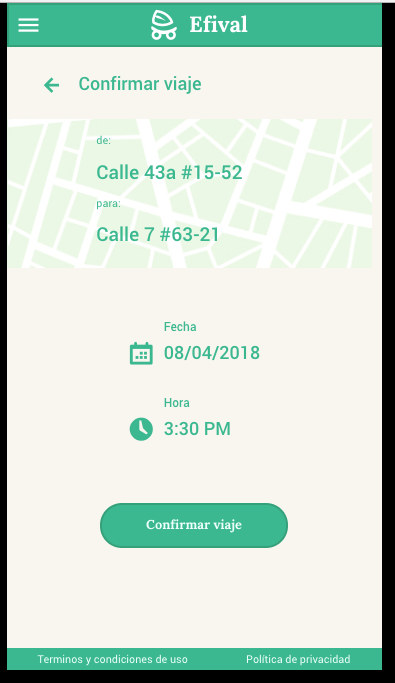 Efival
Confirmar viaje
de:
Calle 43a #15-52
para:
Calle 7 #63-21
Fecha
08/04/2018
Hora
3:30 PM
Confirmar viaje
Terminos y condiciones de uso
Política de privacidad